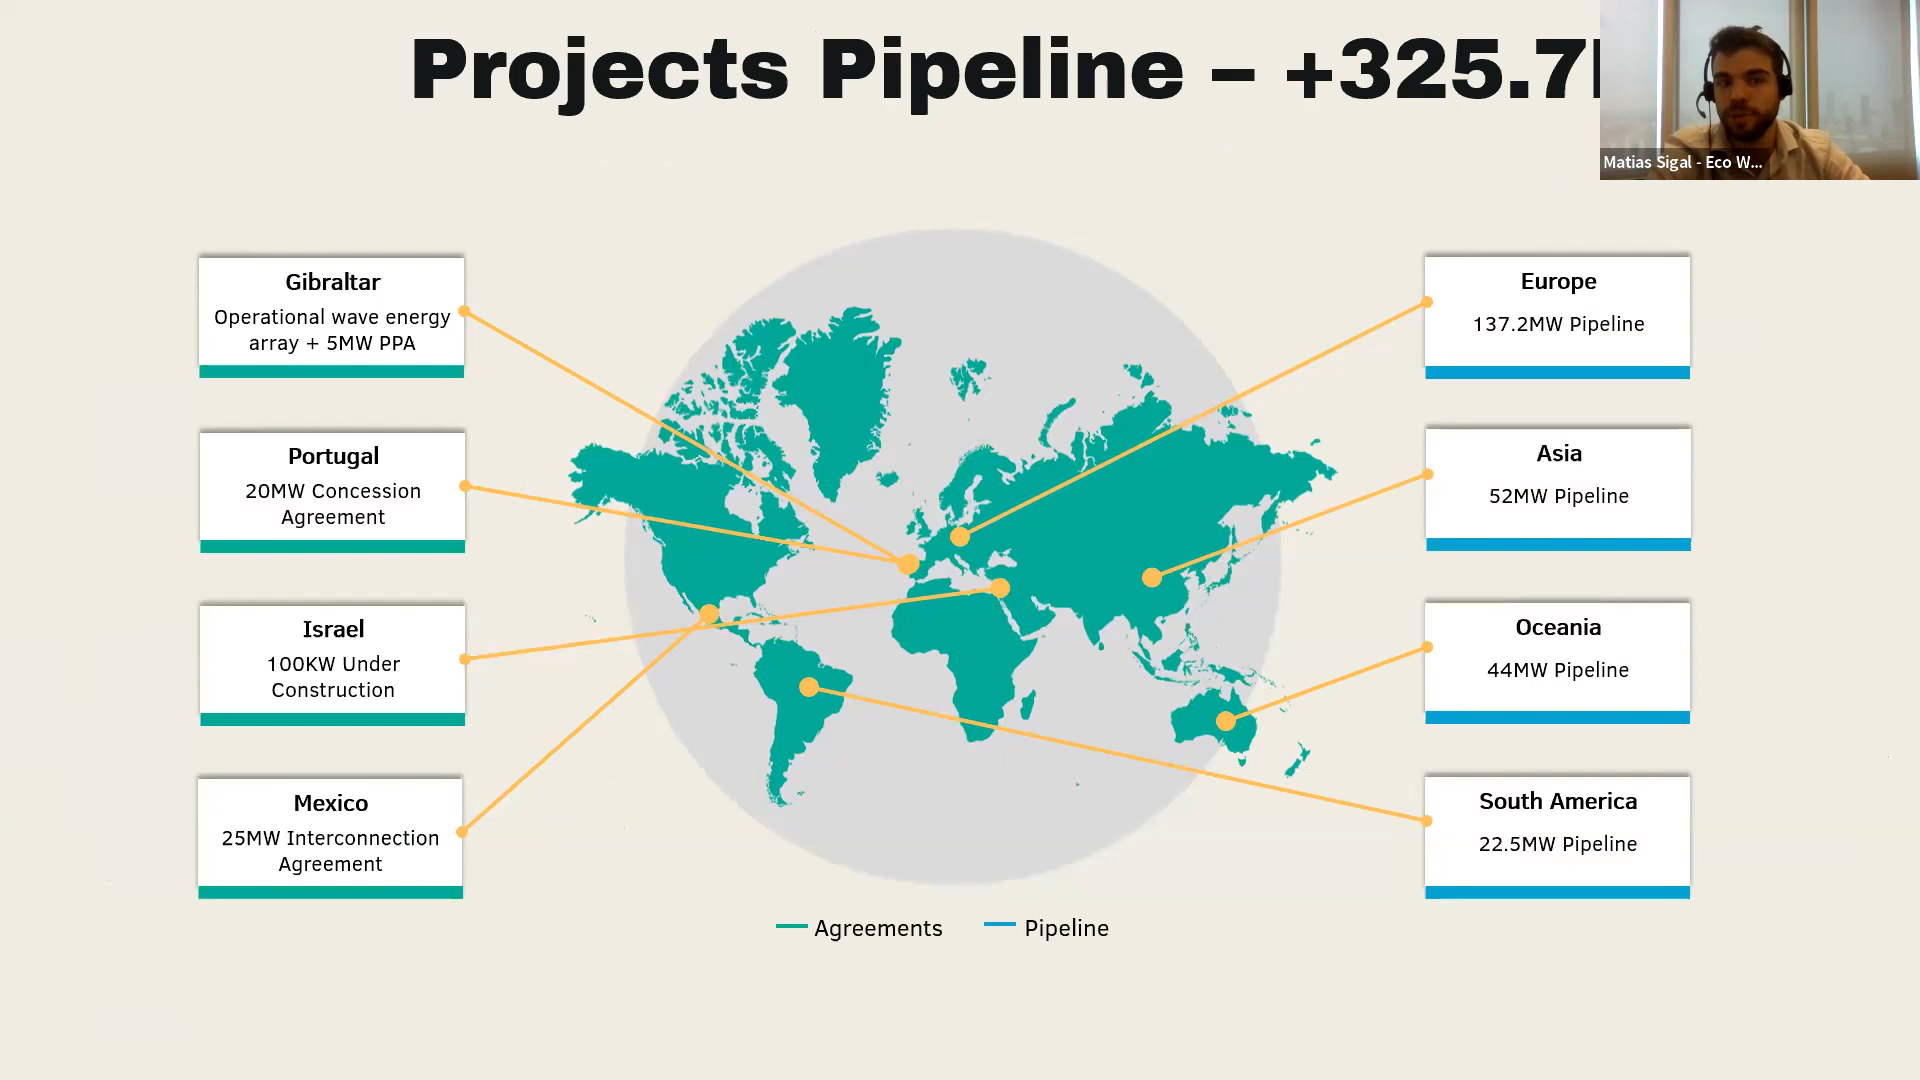 Projects Pipeline – +325.7
Matias Sigal - Eco W...
Gibraltar
Operational wave energy
array + 5MW PPA
Portugal
20MW Concession
Agreement
Israel
100KW Under
Construction
Mexico
25MW Interconnection
Agreement
Europe
137.2MW Pipeline
Asia
52MW Pipeline
Oceania
44MW Pipeline
South America
22.5MW Pipeline
Agreements
Pipeline